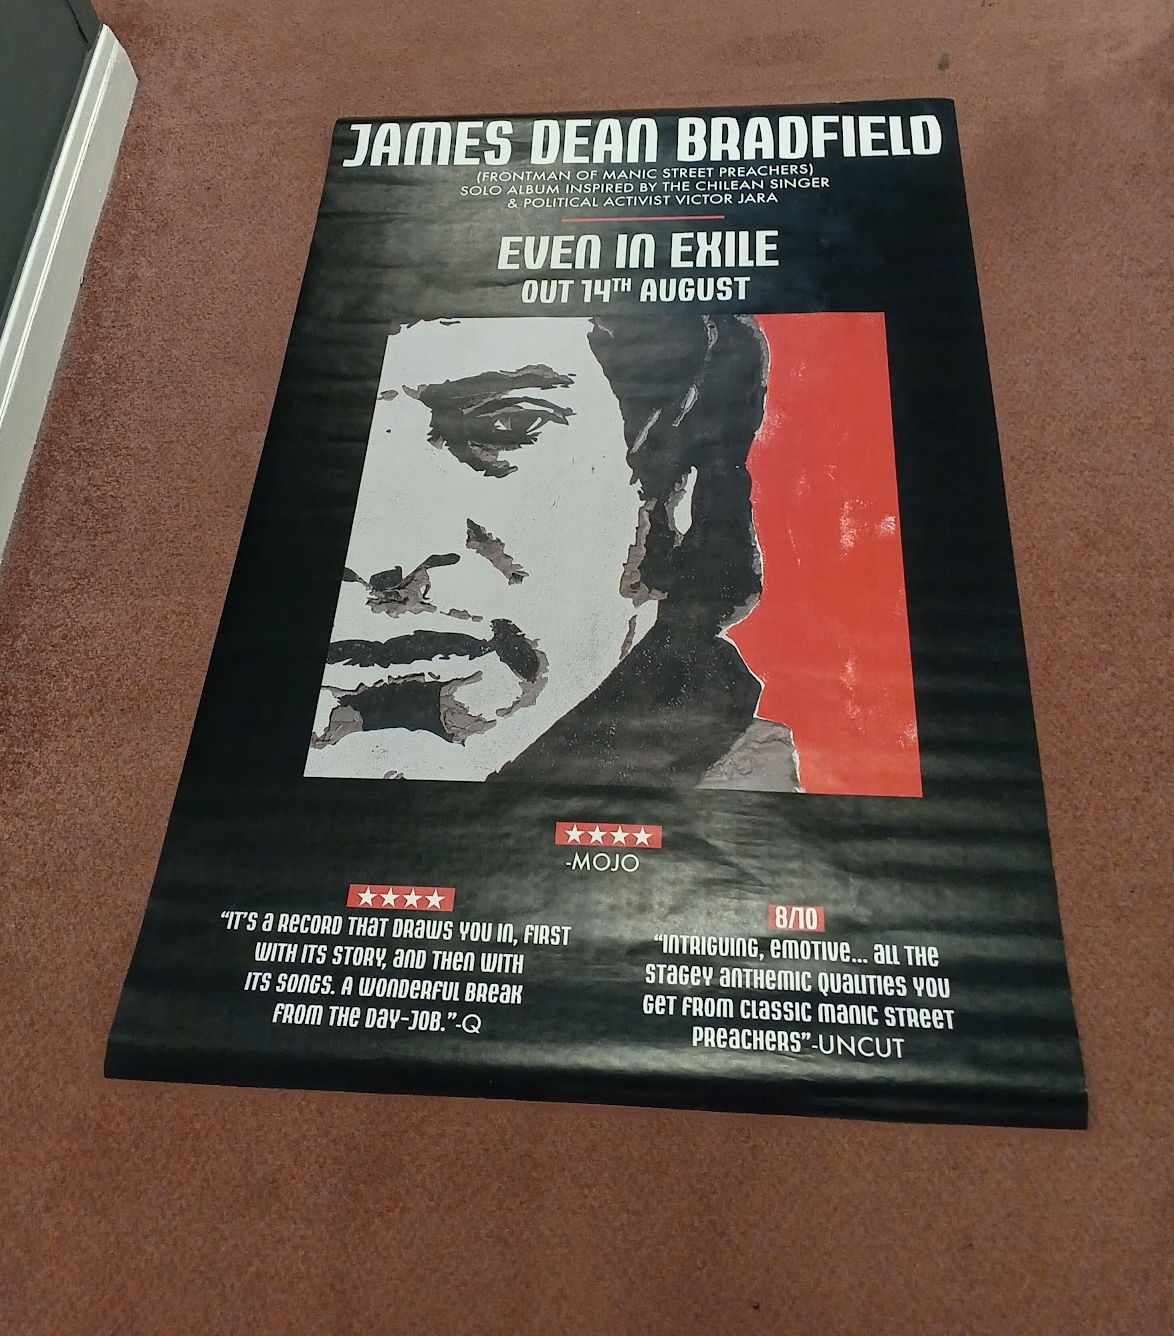 JAMES DEAN BRADFIELD
(FRONTMAN OF MANIC STREET PREACHERS)
SOLO ALBUM INSPIRED BY THE CHILEAN SINGER
& POLITICAL ACTIVIST VICTOR JARA
EVEN IN EXILE
OUT 14TH AUGUST
-MOJO
"IT'S A RECORD THAT DRAWS YOU IN, FIRST
WITH ITS STORY, AND THEN WITH
ITS SONGS. A WONDERFUL BREAK
FROM THE DAY-JOB."-Q
8/10
"INTRIGUING, EMOTIVE... ALL THE
STAGEY ANTHEMIC QUALITIES YOU
GET FROM CLASSIC MANIC STREET
PREACHERS"-UNCUT